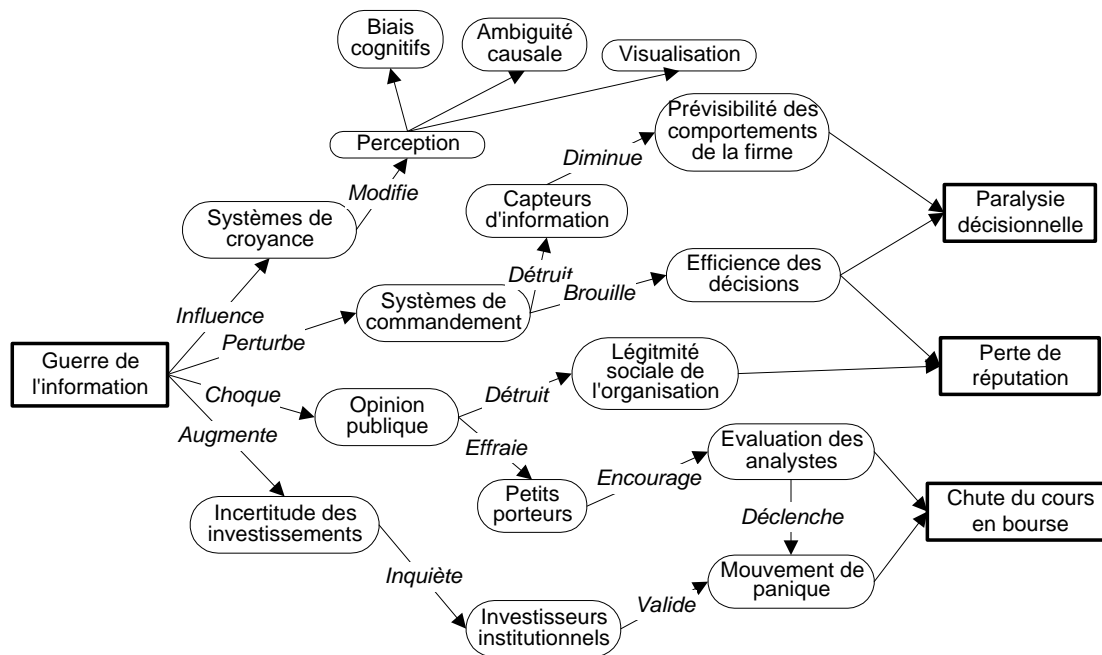 Biais
cognitifs
Ambiguité
causale
Visualisation
Perception
Prévisibilité des
comportements
de la firme
Diminue
Modifie
Capteurs
d'information
Systèmes de
croyance
Paralysie
décisionnelle
Détruit
Efficience des
décisions
Brouille
Systèmes de
commandement
Influence
Perturbe
Guerre de
l'information
Légitmité
sociale de
l'organisation
Perte de
réputation
Choque
Détruit
Opinion
publique
Augmente
Effraie
Evaluation des
analystes
Encourage
Petits
porteurs
Chute du cours
en bourse
Incertitude des
investissements
Déclenche
Inquiète
Mouvement de
panique
Valide
Investisseurs
institutionnels